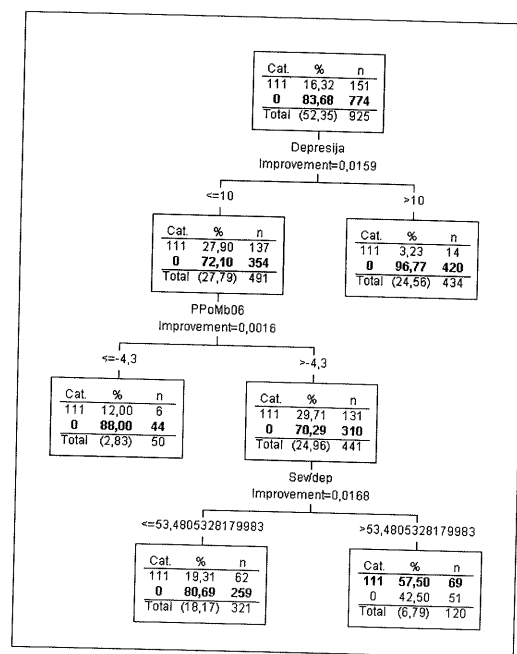 Cat. % n
111 16,32 151
0 83,68 774
Total (52,35) 925
Depresija
Improvement=0,0159
<=10
>10
Cat. % n
111 27,90 137
0 72,10 354
Total (27,79) 491
Cat. % n
111 3,23 14
0 96,77 420
Total (24,56) 434
PPoMb06
Improvement=0,0016
<=-4,3
>-4,3
Cat. % n
111 12,00 6
0 88,00 44
Total (2,83) 50
Cat. % n
111 29,71 131
0 70,29 310
Total (24,96) 441
Sev/dep
Improvement=0,0168
<=53,4805328179983
>53,4805328179983
Cat. % n
111 19,31 62
0 80,69 259
Total (18,17) 321
Cat. % n
111 57,50 69
0 42,50 51
Total (6,79) 120